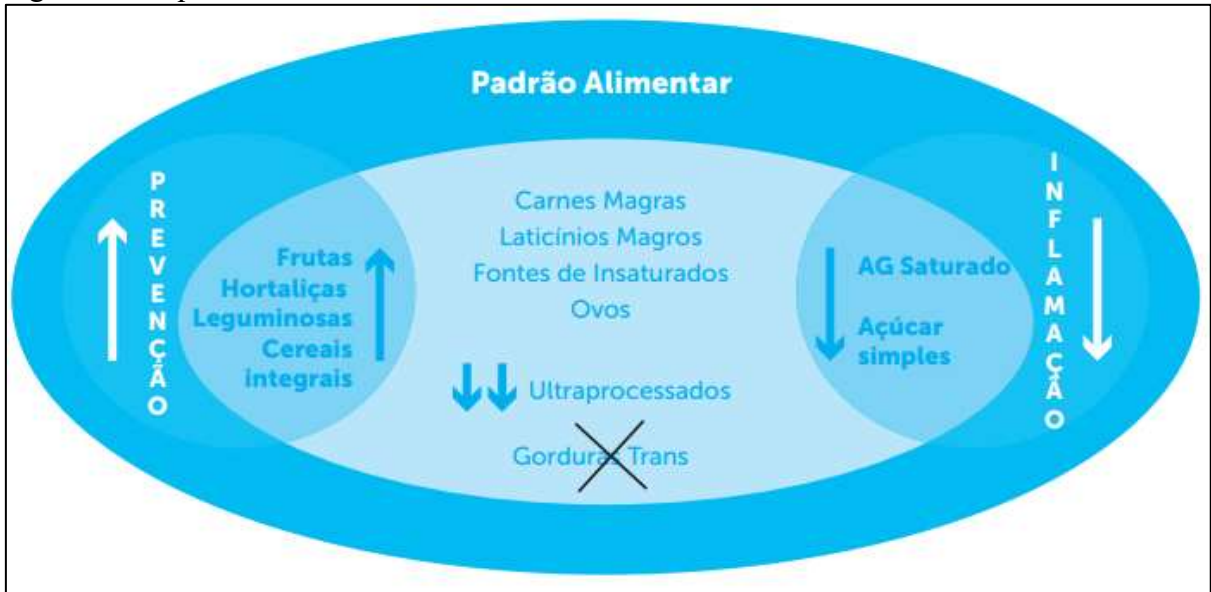 Padrão Alimentar
PREVENÇÃO
Frutas
Hortaliças
Leguminosas
Cereais
integrais
Carnes Magras
Laticínios Magros
Fontes de Insaturados
Ovos
Ultraprocessados
Gorduras Trans
AG Saturado
Açúcar
simples
INFLAMAÇÃO